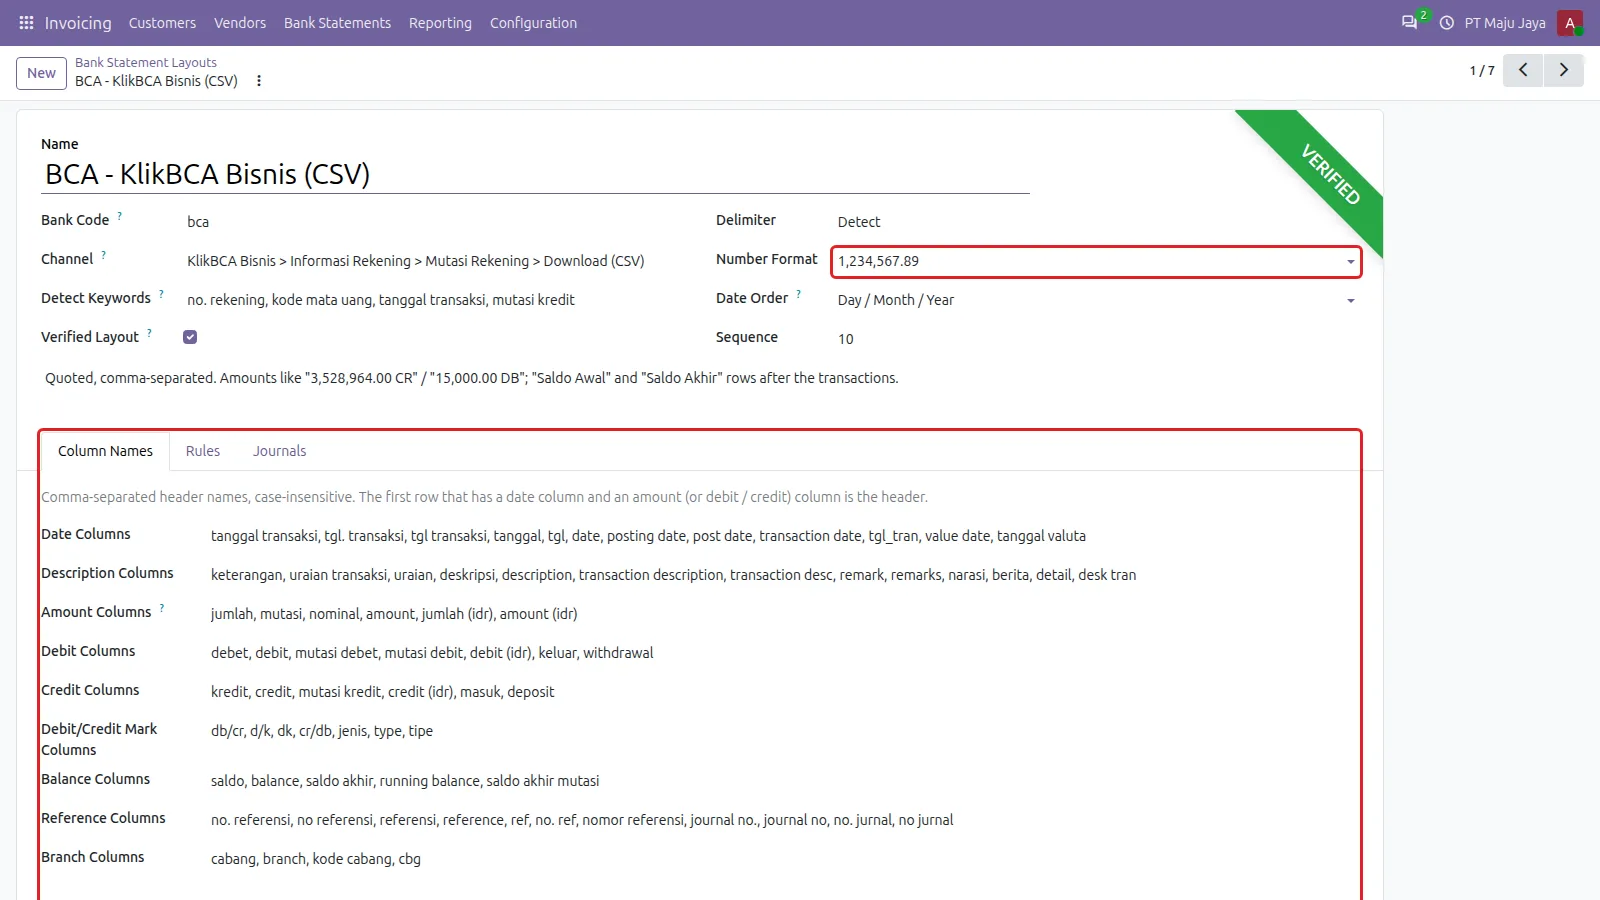 Invoicing Customers Vendors Bank Statements Reporting Configuration 2 PT Maju Jaya A
New Bank Statement Layouts
BCA - KlikBCA Bisnis (CSV) 1 / 7
VERIFIED
Name
BCA - KlikBCA Bisnis (CSV)
Bank Code ? bca
Channel ? KlikBCA Bisnis > Informasi Rekening > Mutasi Rekening > Download (CSV)
Detect Keywords ? no. rekening, kode mata uang, tanggal transaksi, mutasi kredit
Verified Layout ?
Delimiter Detect
Number Format 1,234,567.89
Date Order ? Day / Month / Year
Sequence 10
Quoted, comma-separated. Amounts like "3,528,964.00 CR" / "15,000.00 DB"; "Saldo Awal" and "Saldo Akhir" rows after the transactions.
Column Names Rules Journals
Comma-separated header names, case-insensitive. The first row that has a date column and an amount (or debit / credit) column is the header.
Date Columns tanggal transaksi, tgl. transaksi, tgl transaksi, tanggal, tgl, date, posting date, post date, transaction date, tgl_tran, value date, tanggal valuta
Description Columns keterangan, uraian transaksi, uraian, deskripsi, description, transaction description, transaction desc, remark, remarks, narasi, berita, detail, desk tran
Amount Columns ? jumlah, mutasi, nominal, amount, jumlah (idr), amount (idr)
Debit Columns debet, debit, mutasi debet, mutasi debit, debit (idr), keluar, withdrawal
Credit Columns kredit, credit, mutasi kredit, credit (idr), masuk, deposit
Debit/Credit Mark db/cr, d/k, dk, cr/db, jenis, type, tipe
Columns
Balance Columns saldo, balance, saldo akhir, running balance, saldo akhir mutasi
Reference Columns no. referensi, no referensi, referensi, reference, ref, no. ref, nomor referensi, journal no., journal no, no. jurnal, no jurnal
Branch Columns cabang, branch, kode cabang, cbg